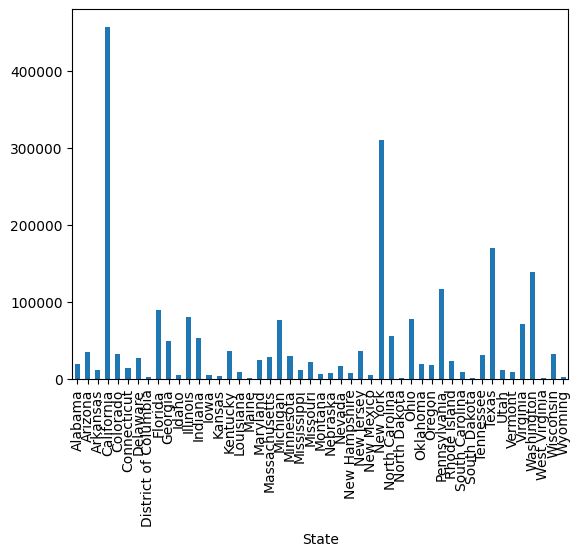 400000
300000
200000
100000
0
Alabama
Arizona
Arkansas
California
Colorado
Connecticut
Delaware
District of Columbia
Florida
Georgia
Idaho
Illinois
Indiana
Iowa
Kansas
Kentucky
Louisiana
Maine
Maryland
Massachusetts
Michigan
Minnesota
Mississippi
Missouri
Montana
Nebraska
Nevada
New Hampshire
New Jersey
New Mexico
New York
North Carolina
North Dakota
Ohio
Oklahoma
Oregon
Pennsylvania
Rhode Island
South Carolina
South Dakota
Tennessee
Texas
Utah
Vermont
Virginia
Washington
West Virginia
Wisconsin
Wyoming
State